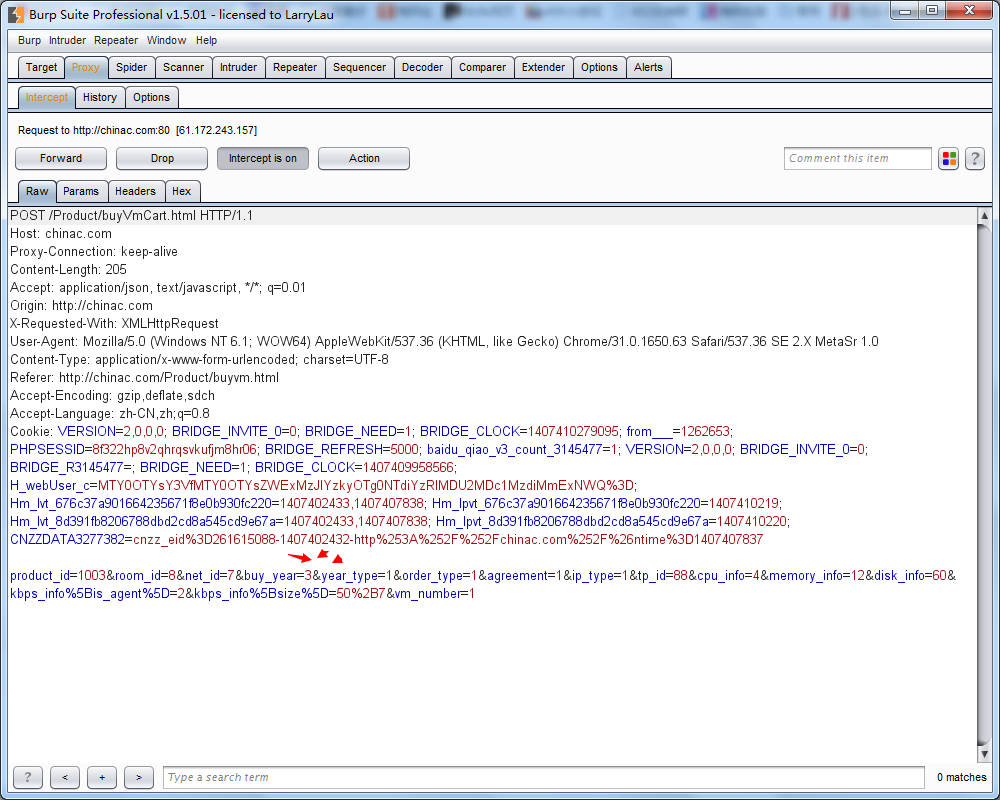 Burp Suite Professional v1.5.01 - licensed to LarryLau
Burp Intruder Repeater Window Help
Target Proxy Spider Scanner Intruder Repeater Sequencer Decoder Comparer Extender Options Alerts
Intercept History Options
Request to http://chinac.com:80 [61.172.243.157]
Forward Drop Intercept is on Action Comment this item ?
Raw Params Headers Hex
POST /Product/buyVmCart.html HTTP/1.1
Host: chinac.com
Proxy-Connection: keep-alive
Content-Length: 205
Accept: application/json, text/javascript, */*; q=0.01
Origin: http://chinac.com
X-Requested-With: XMLHttpRequest
User-Agent: Mozilla/5.0 (Windows NT 6.1; WOW64) AppleWebKit/537.36 (KHTML, like Gecko) Chrome/31.0.1650.63 Safari/537.36 SE 2.X MetaSr 1.0
Content-Type: application/x-www-form-urlencoded; charset=UTF-8
Referer: http://chinac.com/Product/buyvm.html
Accept-Encoding: gzip,deflate,sdch
Accept-Language: zh-CN,zh;q=0.8
Cookie: VERSION=2,0,0,0; BRIDGE_INVITE_0=0; BRIDGE_NEED=1; BRIDGE_CLOCK=1407410279095; from___=1262653;
PHPSESSID=8f322hp8v2qhrqsvkufjm8hr06; BRIDGE_REFRESH=5000; baidu_qiao_v3_count_3145477=1; VERSION=2,0,0,0; BRIDGE_INVITE_0=0;
BRIDGE_R3145477=; BRIDGE_NEED=1; BRIDGE_CLOCK=1407409958566;
H_webUser_c=MTY0OTYsY3VfMTY0OTYsZWExMzJlYzkyOTg0NTdiYzRlMDU2MDc1MzdiMmExNWQ%3D;
Hm_lvt_676c37a901664235671f8e0b930fc220=1407402433,1407407838; Hm_lpvt_676c37a901664235671f8e0b930fc220=1407410219;
Hm_lvt_8d391fb8206788dbd2cd8a545cd9e67a=1407402433,1407407838; Hm_lpvt_8d391fb8206788dbd2cd8a545cd9e67a=1407410220;
CNZZDATA3277382=cnzz_eid%3D261615088-1407402432-http%253A%252F%252Fchinac.com%252F%26ntime%3D1407407837
product_id=1003&room_id=8&net_id=7&buy_year=3&year_type=1&order_type=1&agreement=1&ip_type=1&tp_id=88&cpu_info=4&memory_info=12&disk_info=60&
kbps_info%5Bis_agent%5D=2&kbps_info%5Bsize%5D=50%2B7&vm_number=1
? < + > Type a search term 0 matches